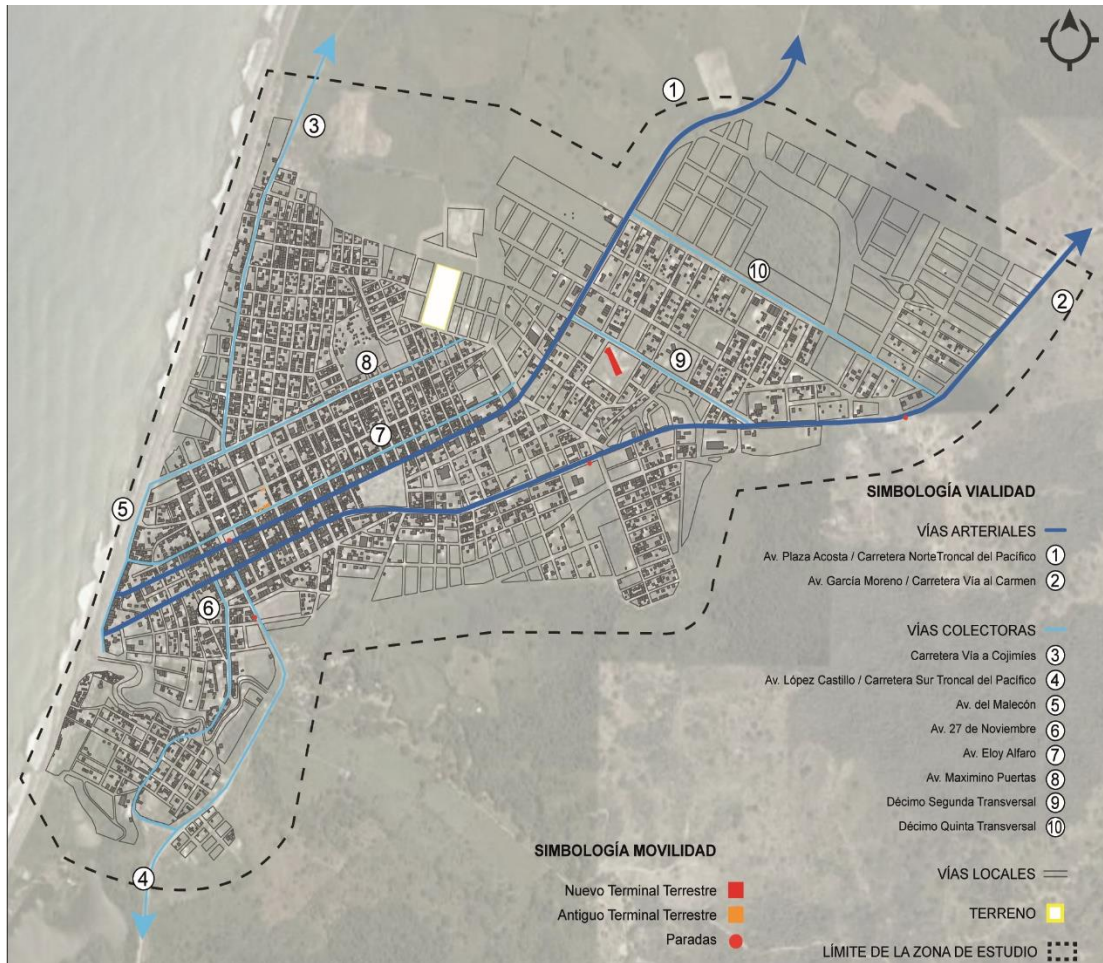 1
3
2
10
9
8
7
5
6
4
SIMBOLOGÍA VIALIDAD
VÍAS ARTERIALES
Av. Plaza Acosta / Carretera NorteTroncal del Pacífico 1
Av. García Moreno / Carretera Vía al Carmen 2
VÍAS COLECTORAS
Carretera Vía a Cojimíes 3
Av. López Castillo / Carretera Sur Troncal del Pacífico 4
Av. del Malecón 5
Av. 27 de Noviembre 6
Av. Eloy Alfaro 7
Av. Maximino Puertas 8
Décimo Segunda Transversal 9
Décimo Quinta Transversal 10
VÍAS LOCALES
TERRENO
LÍMITE DE LA ZONA DE ESTUDIO
SIMBOLOGÍA MOVILIDAD
Nuevo Terminal Terrestre
Antiguo Terminal Terrestre
Paradas